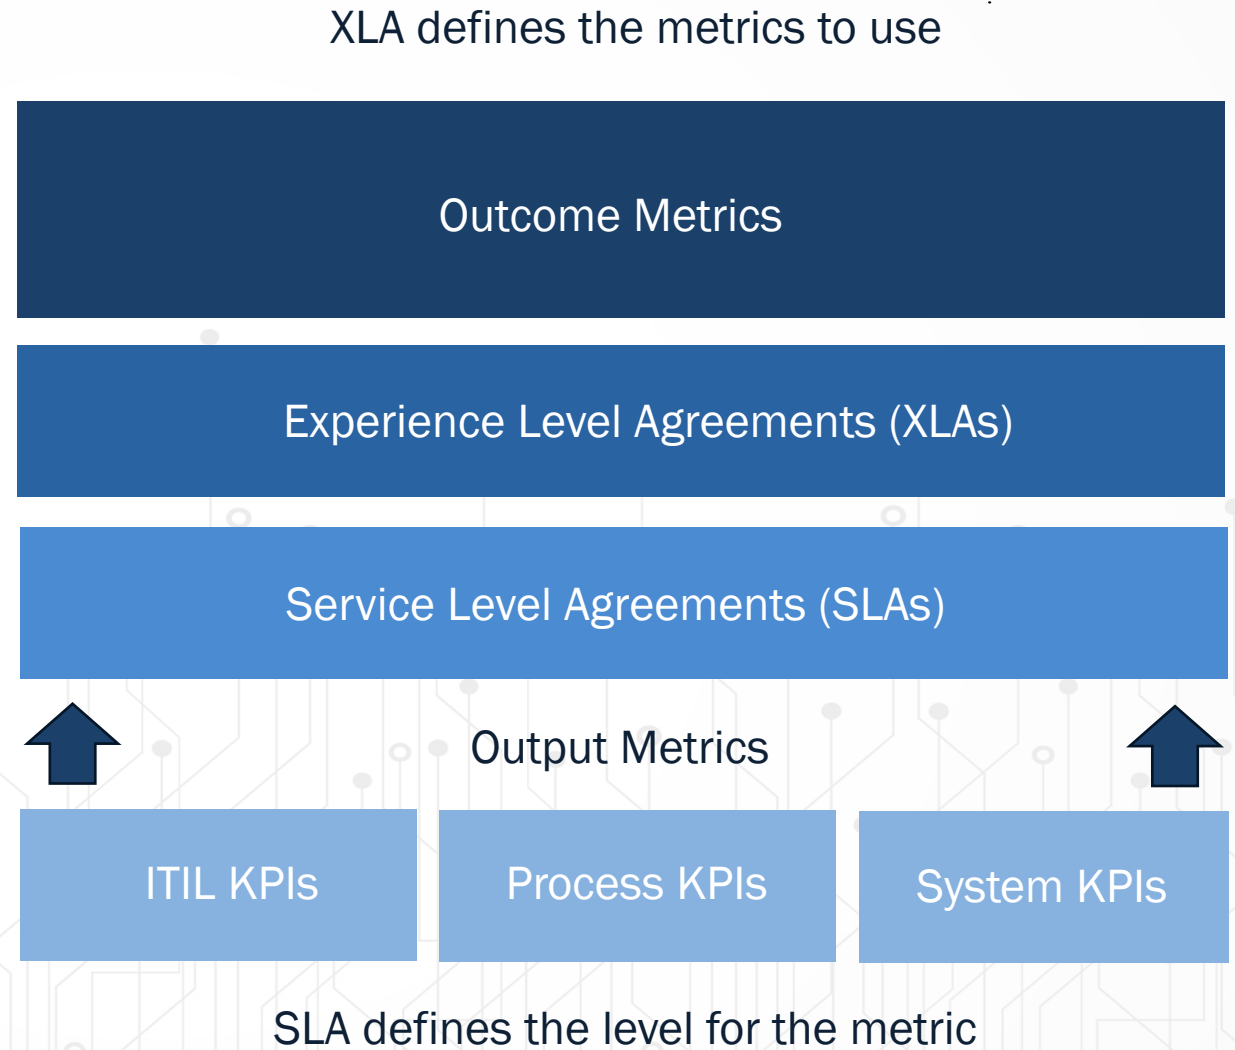 XLA defines the metrics to use
Outcome Metrics
Experience Level Agreements (XLAs)
Service Level Agreements (SLAs)
Output Metrics
ITIL KPIs
Process KPIs
System KPIs
SLA defines the level for the metric